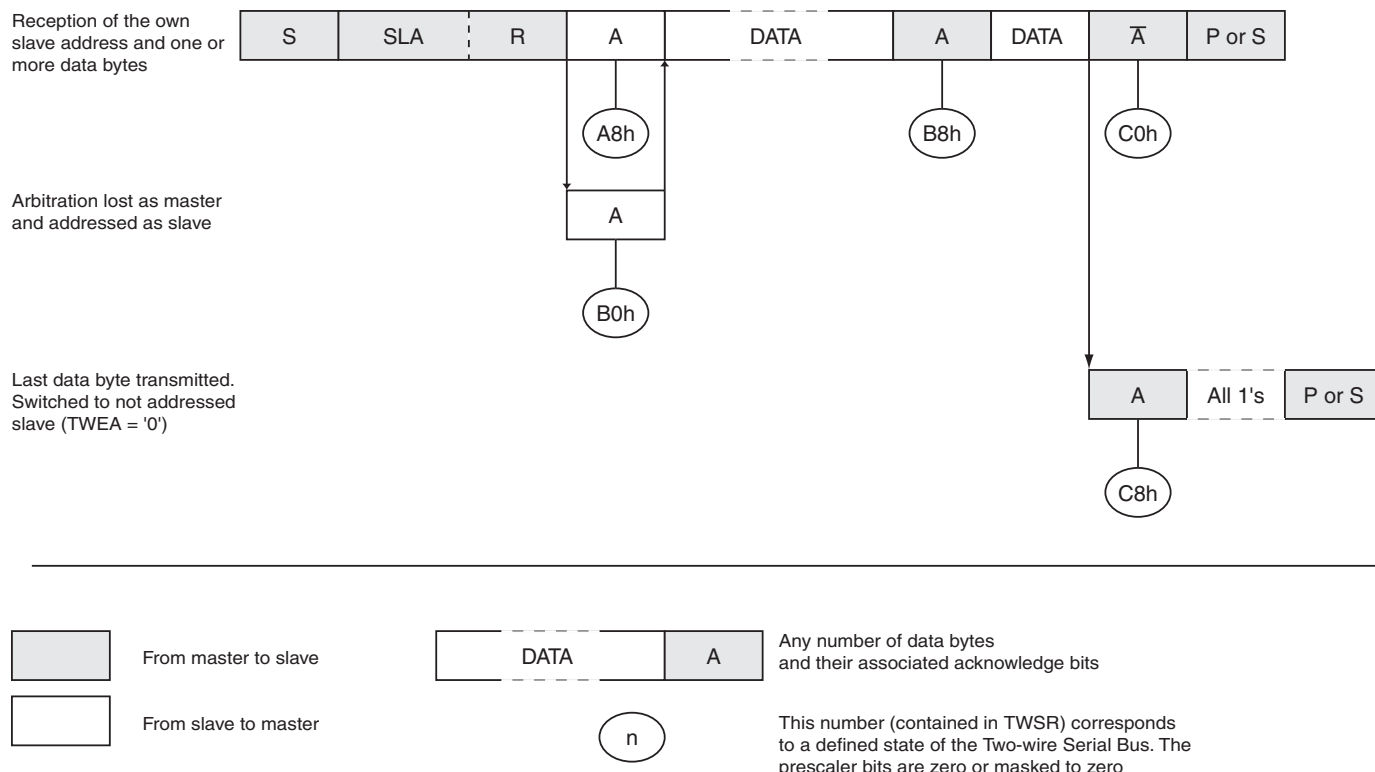 Reception of the own
slave address and one or
more data bytes
S SLA R A DATA A DATA A̅ P or S
A8h B8h C0h
Arbitration lost as master
and addressed as slave
A
B0h
Last data byte transmitted.
Switched to not addressed
slave (TWEA = '0')
A All 1's P or S
C8h
From master to slave
DATA A
Any number of data bytes
and their associated acknowledge bits
From slave to master
n
This number (contained in TWSR) corresponds
to a defined state of the Two-wire Serial Bus. The
prescaler bits are zero or masked to zero